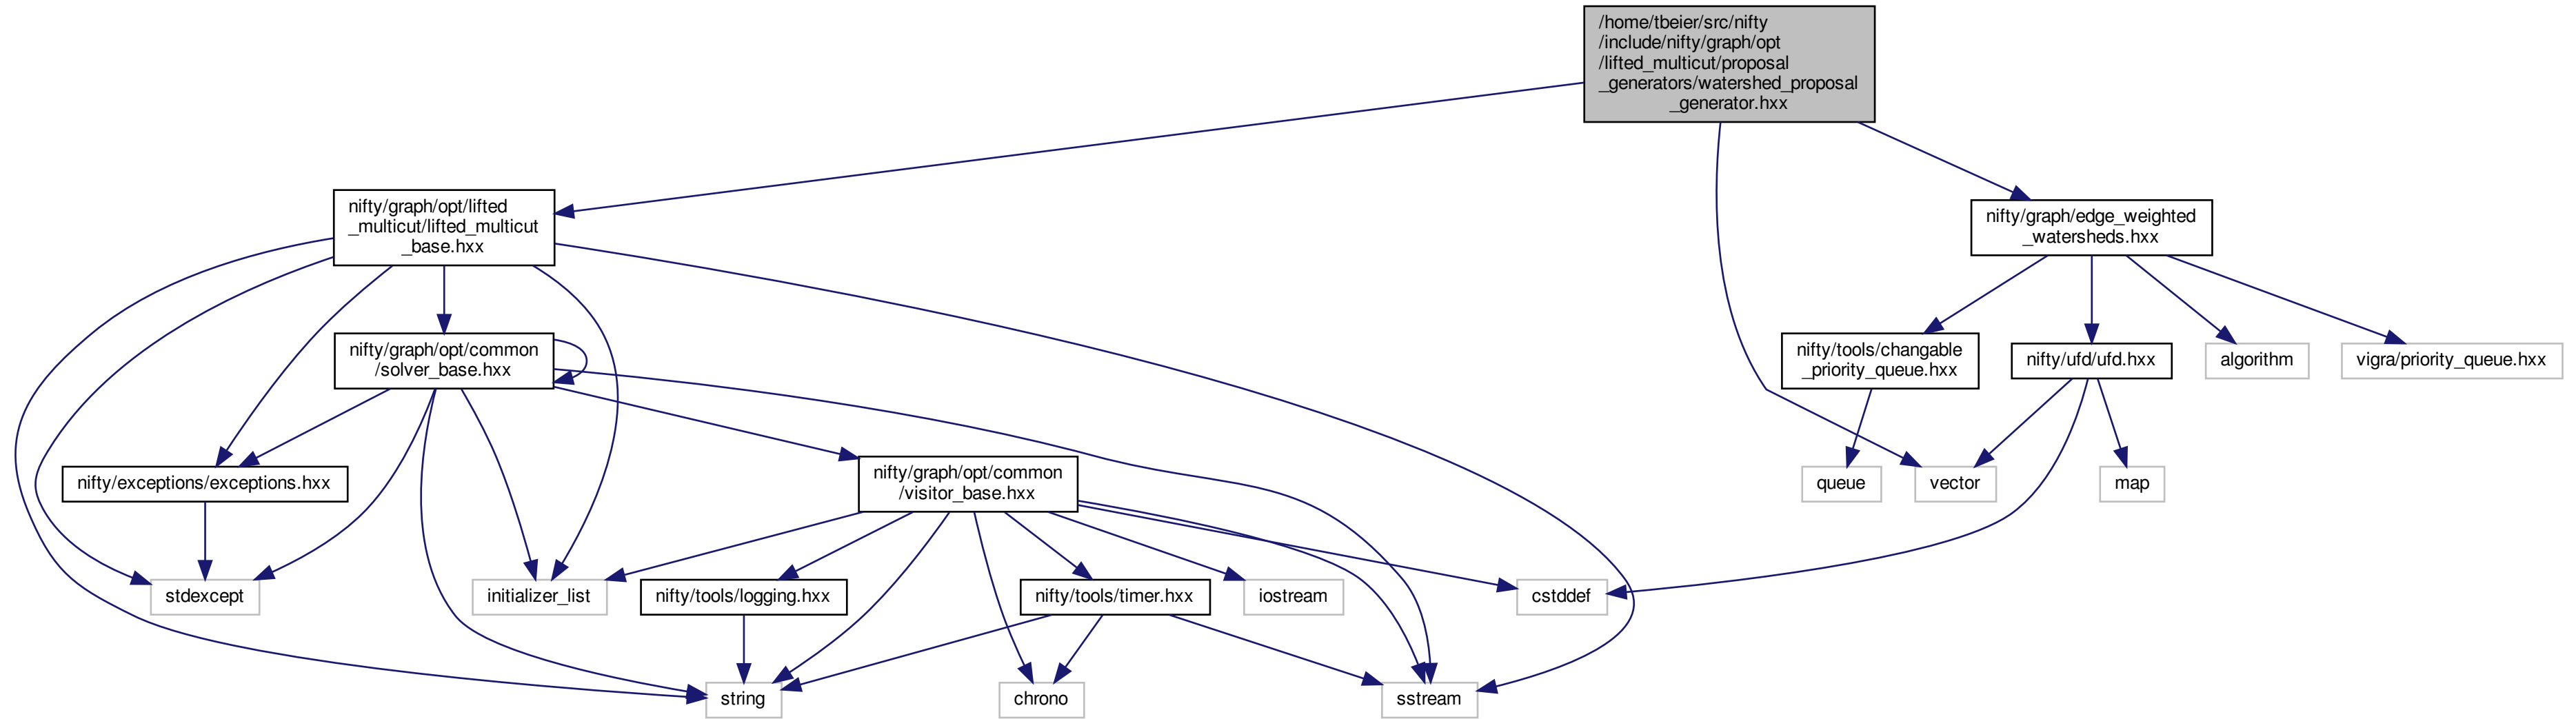 /home/tbeier/src/nifty
/include/nifty/graph/opt
/lifted_multicut/proposal
_generators/watershed_proposal
_generator.hxx
nifty/graph/opt/lifted
_multicut/lifted_multicut
_base.hxx
nifty/graph/edge_weighted
_watersheds.hxx
nifty/graph/opt/common
/solver_base.hxx
nifty/tools/changable
_priority_queue.hxx
nifty/ufd/ufd.hxx
algorithm
vigra/priority_queue.hxx
nifty/exceptions/exceptions.hxx
nifty/graph/opt/common
/visitor_base.hxx
queue
vector
map
stdexcept
initializer_list
nifty/tools/logging.hxx
nifty/tools/timer.hxx
iostream
cstddef
string
chrono
sstream